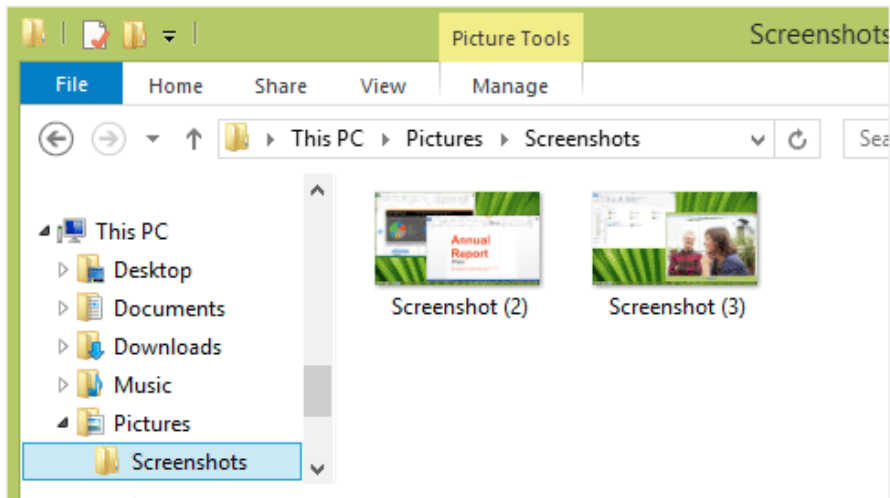 Picture Tools
Screenshots
File Home Share View Manage
This PC Pictures Screenshots
Sea
This PC
Desktop
Documents
Downloads
Music
Pictures
Screenshots
Annual
Report
Screenshot (2)
Screenshot (3)